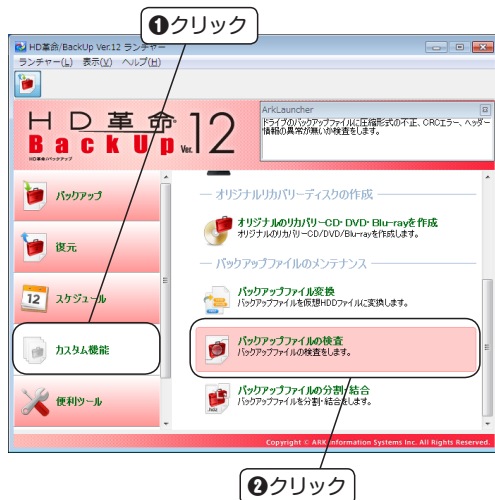 ❶クリック
HD革命/BackUp Ver.12 ランチャー
ランチャー(L) 表示(V) ヘルプ(H)
HD革命
BackUp Ver.12
HD革命/バックアップ
ArkLauncher
ドライブのバックアップファイルに圧縮形式の不正、CRCエラー、ヘッダー
情報の異常が無いか検査をします。
バックアップ
復元
12 スケジュール
カスタム機能
便利ツール
オリジナルリカバリーディスクの作成
オリジナルのリカバリーCD・DVD・Blu-rayを作成
オリジナルのリカバリーCD/DVD/Blu-rayを作成します。
バックアップファイルのメンテナンス
バックアップファイル変換
バックアップファイルを仮想HDDファイルに変換します。
バックアップファイルの検査
バックアップファイルの検査をします。
バックアップファイルの分割・結合
バックアップファイルを分割・結合をします。
Copyright © ARK Information Systems Inc. All Rights Reserved.
❷クリック